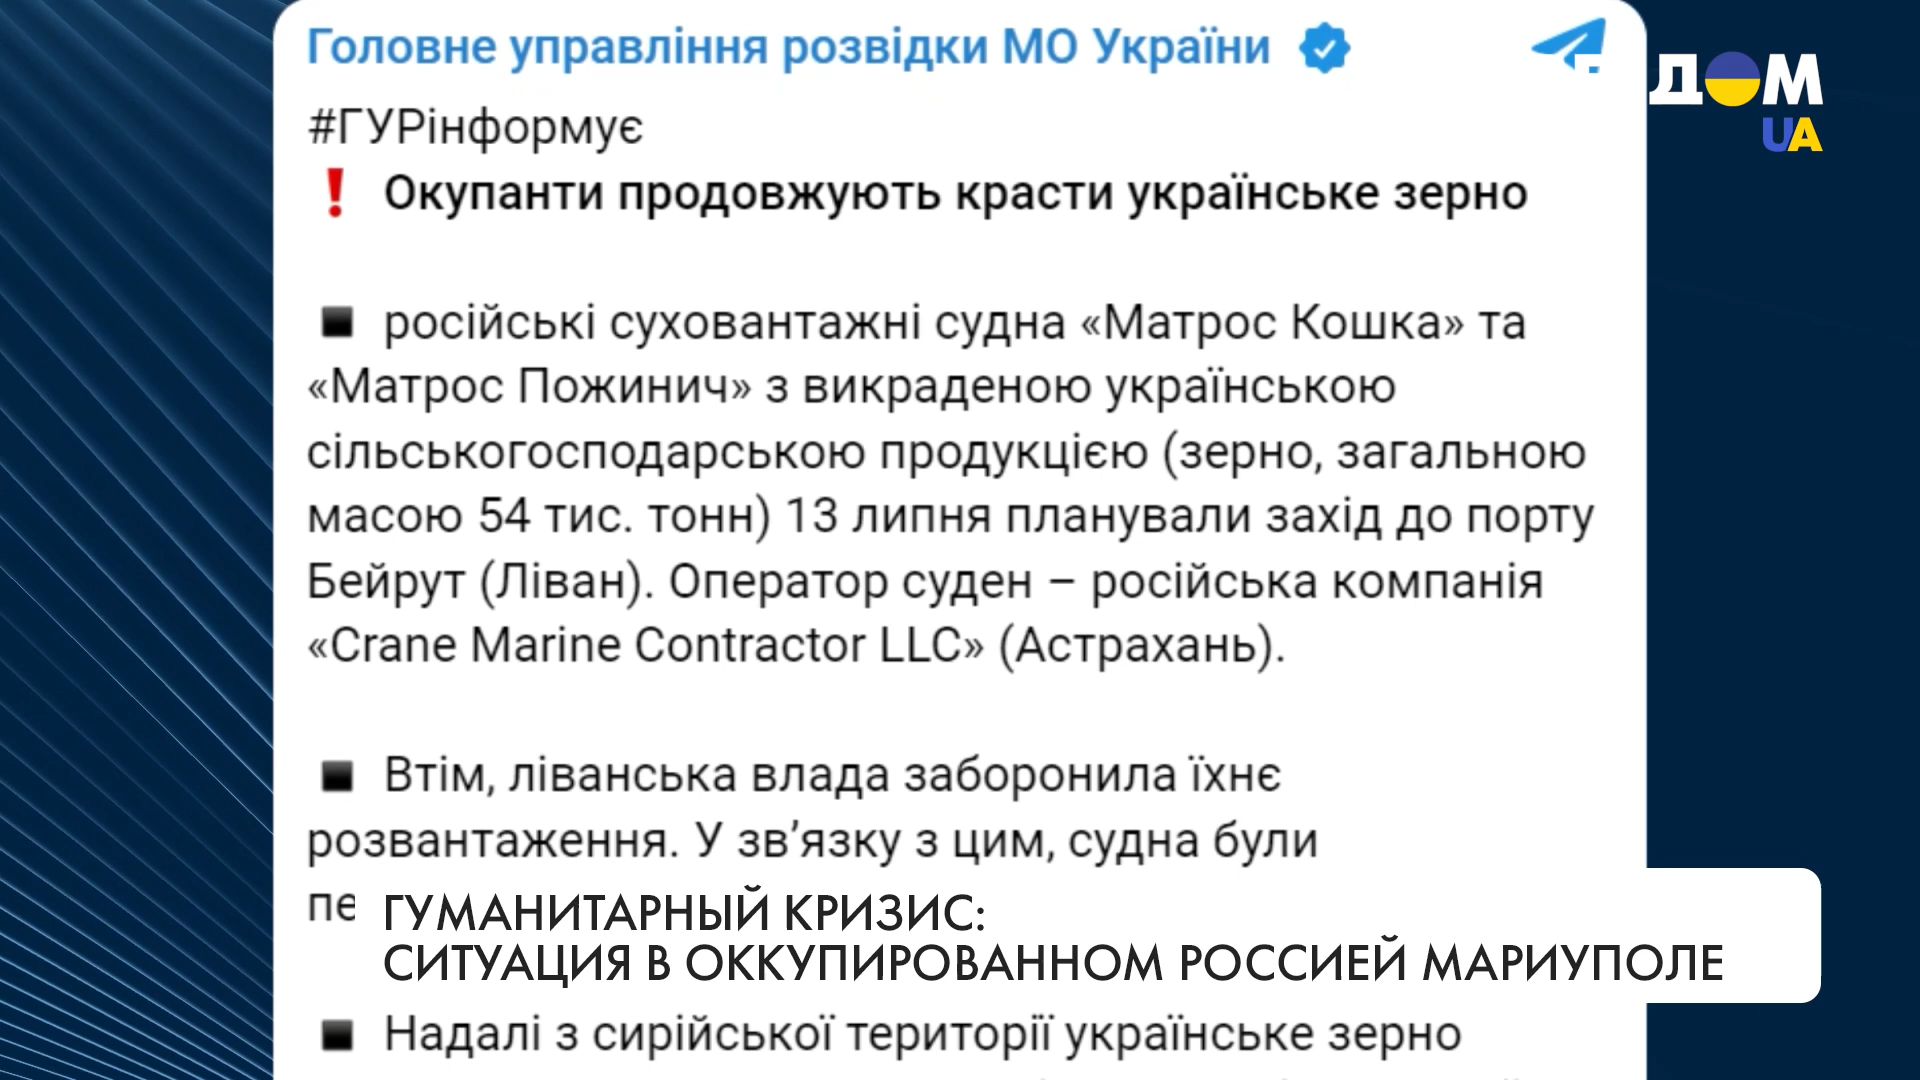 Головне управління розвідки МО України
ДОМ
UA
#ГУРінформує
❗ Окупанти продовжують красти українське зерно
▪ російські суховантажні судна «Матрос Кошка» та
«Матрос Пожинич» з викраденою українською
сільськогосподарською продукцією (зерно, загальною
масою 54 тис. тонн) 13 липня планували захід до порту
Бейрут (Ліван). Оператор суден – російська компанія
«Crane Marine Contractor LLC» (Астрахань).
▪ Втім, ліванська влада заборонила їхнє
розвантаження. У зв’язку з цим, судна були
ГУМАНИТАРНЫЙ КРИЗИС:
СИТУАЦИЯ В ОККУПИРОВАННОМ РОССИЕЙ МАРИУПОЛЕ
▪ Надалі з сирійської території українське зерно